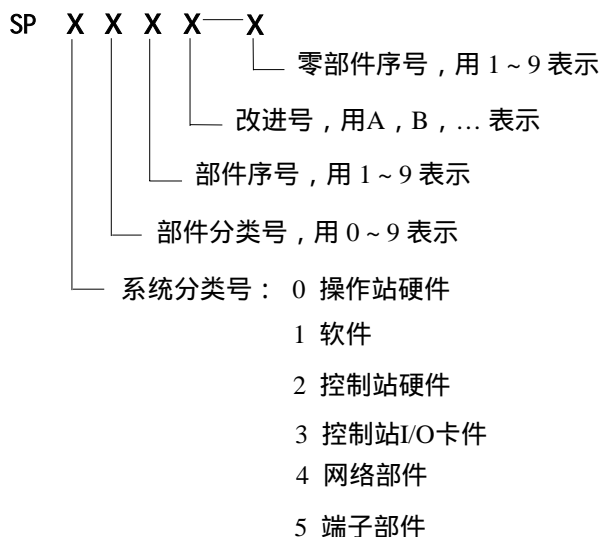 SP X X X X—X
零部件序号，用 1 ~ 9 表示
改进号，用A，B，… 表示
部件序号，用 1 ~ 9 表示
部件分类号，用 0 ~ 9 表示
系统分类号： 0 操作站硬件
1 软件
2 控制站硬件
3 控制站I/O卡件
4 网络部件
5 端子部件